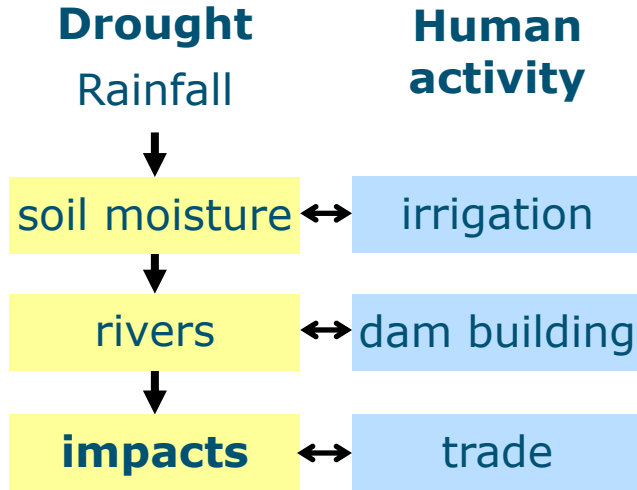 Drought
Rainfall
Human
activity
soil moisture
irrigation
rivers
dam building
impacts
trade